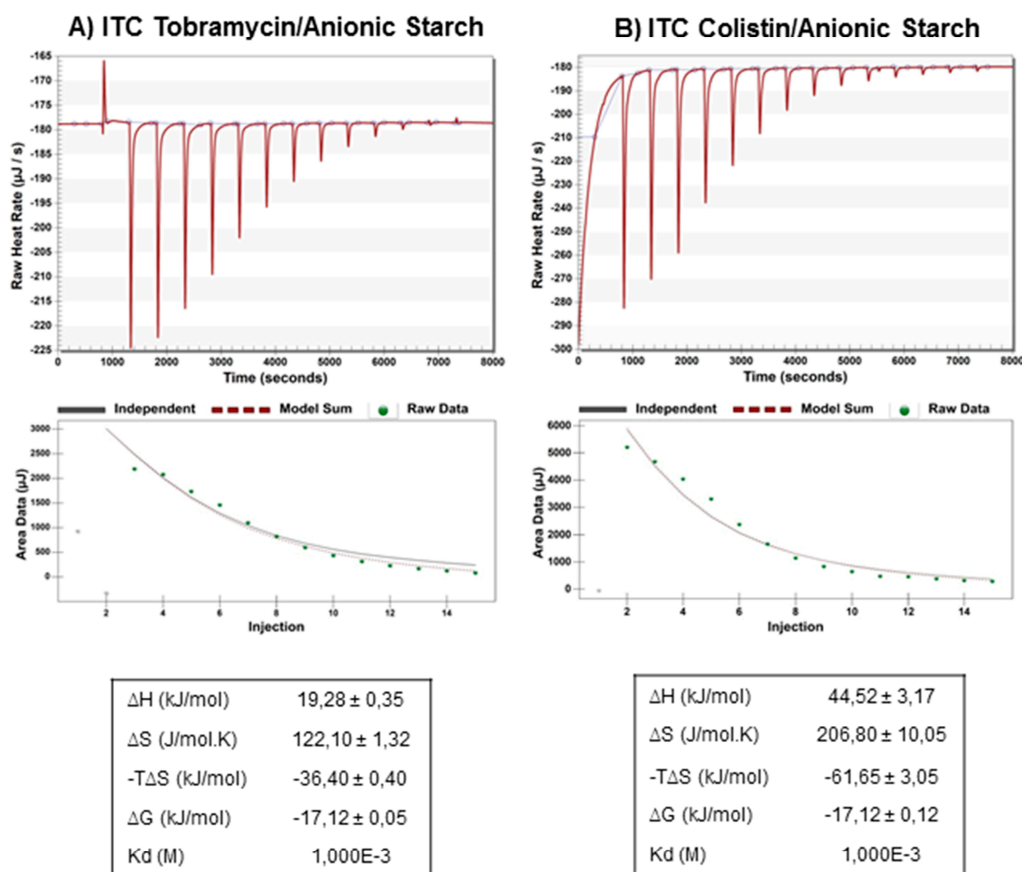 A) ITC Tobramycin/Anionic Starch
Raw Heat Rate (µJ / s)
-165
-170
-175
-180
-185
-190
-195
-200
-205
-210
-215
-220
-225
0 1000 2000 3000 4000 5000 6000 7000 8000
Time (seconds)
Independent Model Sum Raw Data
Area Data (µJ)
3000
2500
2000
1500
1000
500
0
2 4 6 8 10 12 14
Injection
ΔH (kJ/mol) 19,28 ± 0,35
ΔS (J/mol.K) 122,10 ± 1,32
-TΔS (kJ/mol) -36,40 ± 0,40
ΔG (kJ/mol) -17,12 ± 0,05
Kd (M) 1,000E-3
B) ITC Colistin/Anionic Starch
Raw Heat Rate (µJ / s)
-180
-190
-200
-210
-220
-230
-240
-250
-260
-270
-280
-290
-300
0 1000 2000 3000 4000 5000 6000 7000 8000
Time (seconds)
Independent Model Sum Raw Data
Area Data (µJ)
6000
5000
4000
3000
2000
1000
0
2 4 6 8 10 12 14
Injection
ΔH (kJ/mol) 44,52 ± 3,17
ΔS (J/mol.K) 206,80 ± 10,05
-TΔS (kJ/mol) -61,65 ± 3,05
ΔG (kJ/mol) -17,12 ± 0,12
Kd (M) 1,000E-3